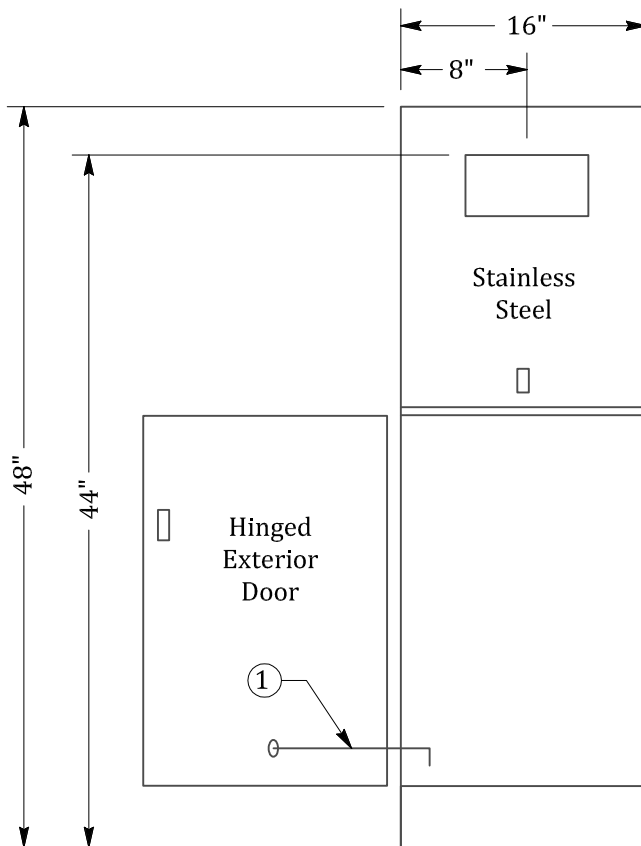 16"
8"
Stainless
Steel
48"
44"
Hinged
Exterior
Door
1